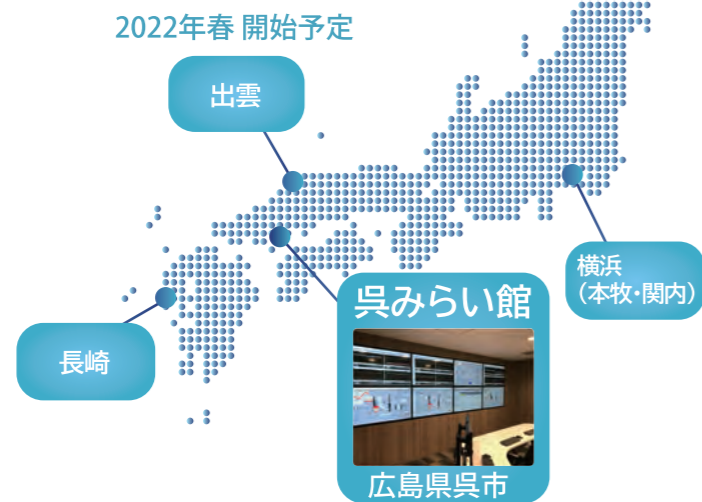 2022年春 開始予定
出雲
横浜
（本牧・関内）
呉みらい館
長崎
広島県呉市